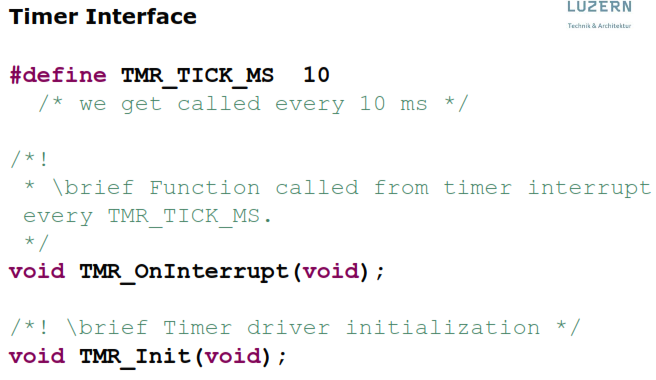 Timer Interface
LUZERN
Technik & Architektur
#define TMR_TICK_MS 10
/* we get called every 10 ms */
/*!
* \brief Function called from timer interrupt
every TMR_TICK_MS.
*/
void TMR_OnInterrupt(void);
/*! \brief Timer driver initialization */
void TMR_Init(void);